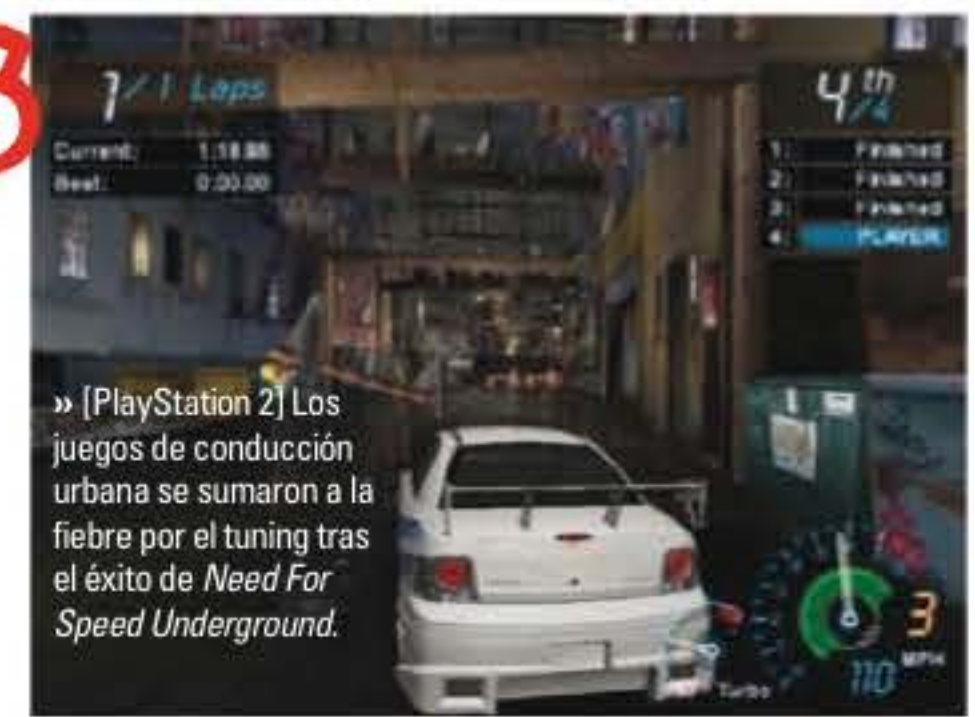 1/1 Laps
Current: 1:18.86
Best: 0:00.00
4th/4
1: Finished
2: Finished
3: Finished
4: PLAYER
» [PlayStation 2] Los
juegos de conducción
urbana se sumaron a la
fiebre por el tuning tras
el éxito de Need For
Speed Underground.
3
MPH
110
Turbo